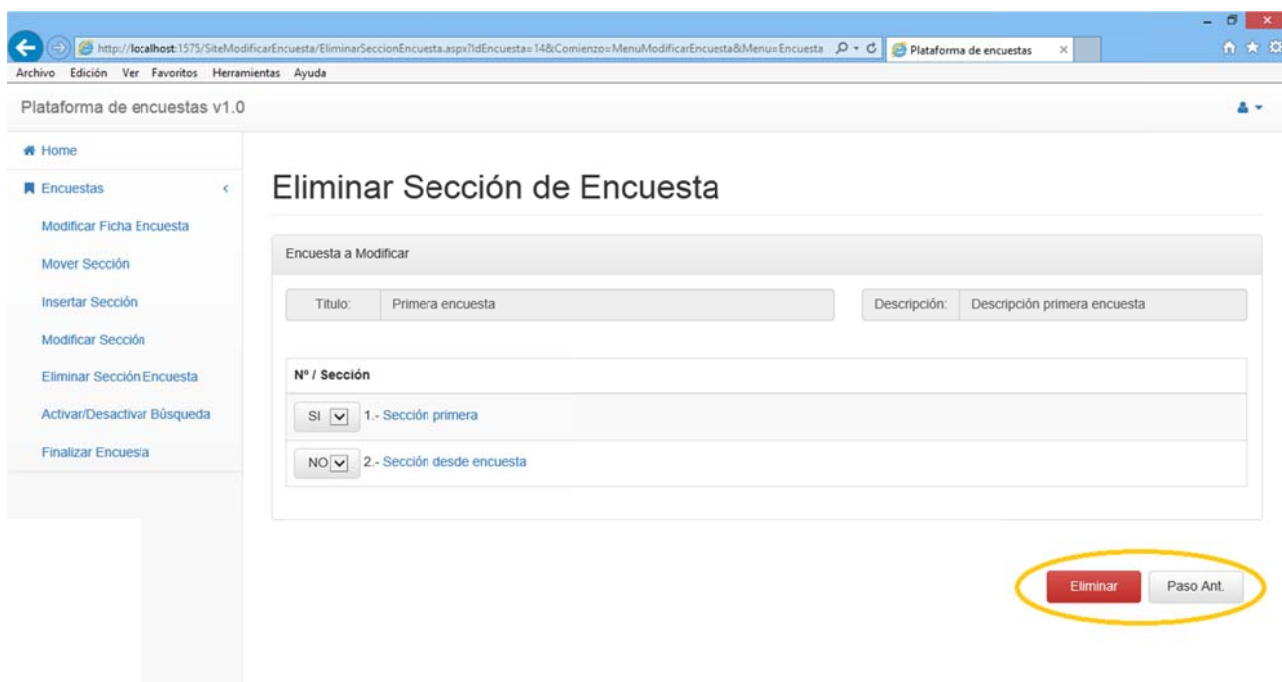 http://localhost:1575/SiteModificarEncuesta/EliminarSeccionEncuesta.aspx?IdEncuesta=14&Comienzo=MenuModificarEncuesta&Menu=Encuesta
Plataforma de encuestas
Archivo Edición Ver Favoritos Herramientas Ayuda
Plataforma de encuestas v1.0
Home
Encuestas
Modificar Ficha Encuesta
Mover Sección
Insertar Sección
Modificar Sección
Eliminar Sección Encuesta
Activar/Desactivar Búsqueda
Finalizar Encuesta
Eliminar Sección de Encuesta
Encuesta a Modificar
Titulo: Primera encuesta
Descripción: Descripción primera encuesta
Nº / Sección
SI 1.- Sección primera
NO 2.- Sección desde encuesta
Eliminar
Paso Ant.